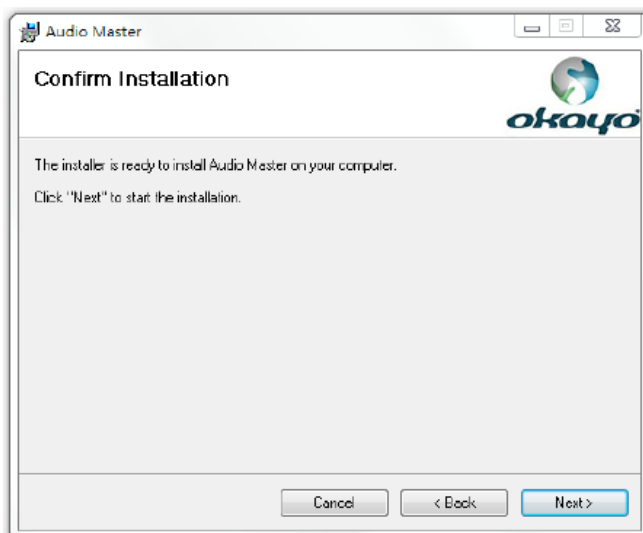 Audio Master
Confirm Installation
okayo
The installer is ready to install Audio Master on your computer.
Click "Next" to start the installation.
Cancel
< Back
Next >